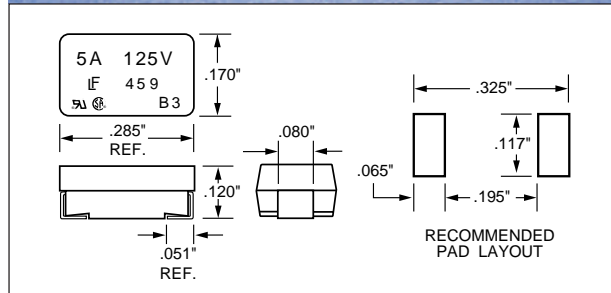 5A 125V
LF 459
B3
.170"
.285"
REF.
.080"
.120"
.051"
REF.
.325"
.117"
.065"
.195"
RECOMMENDED
PAD LAYOUT